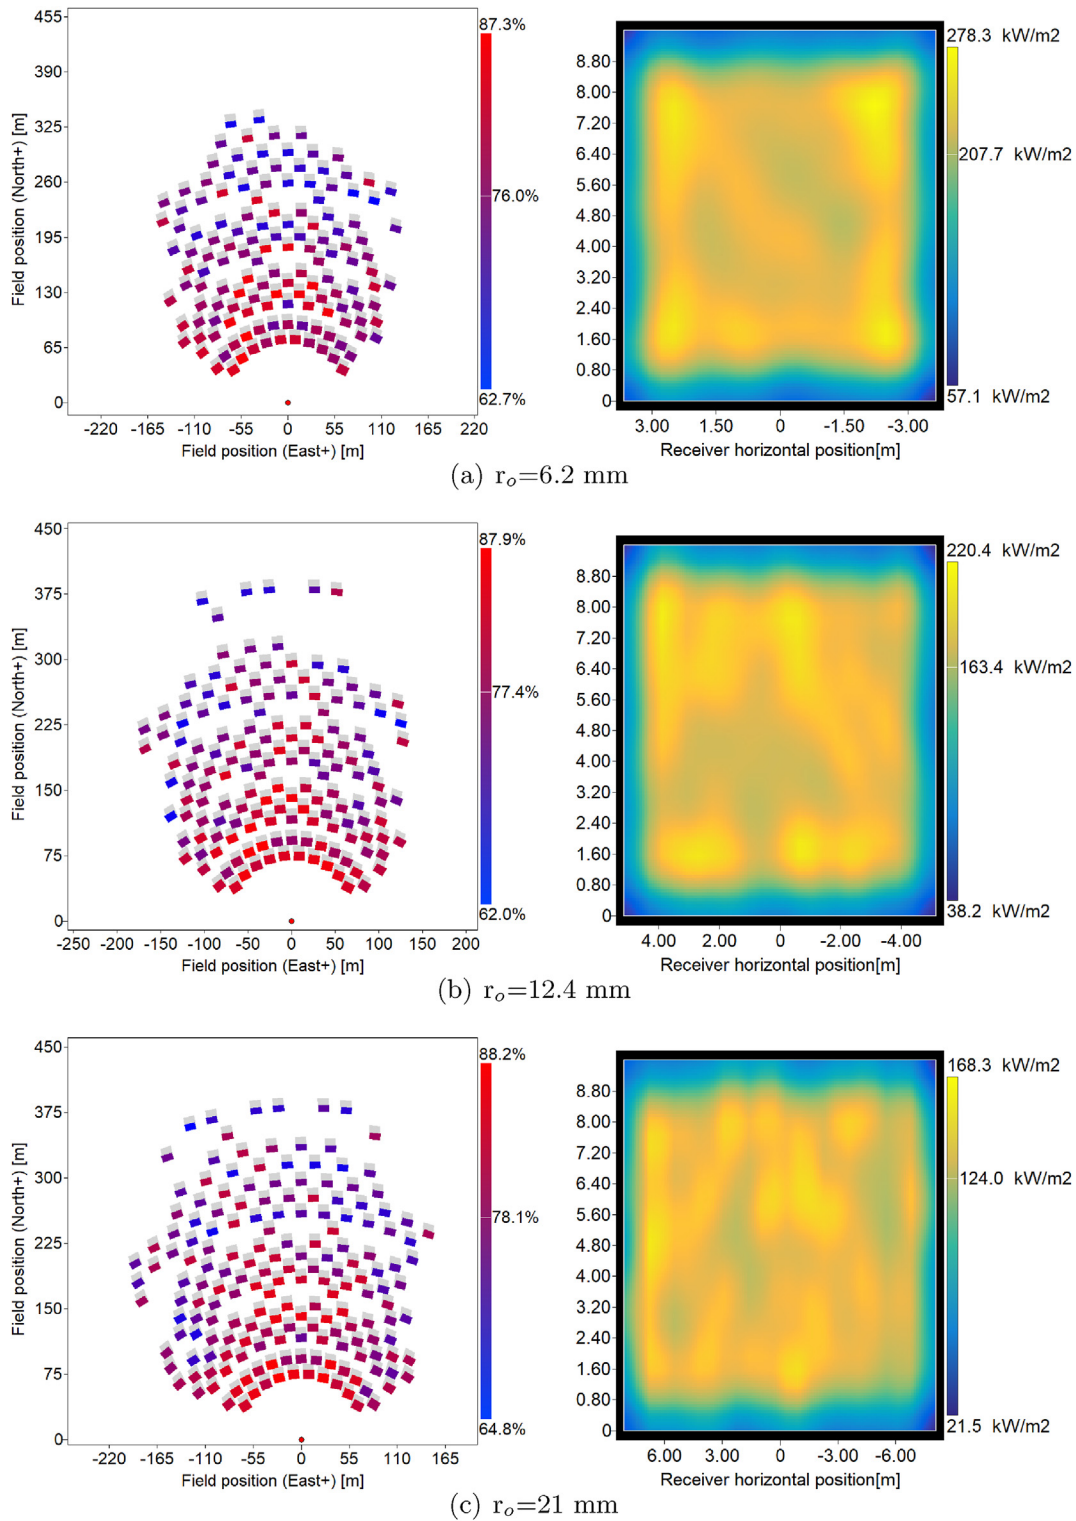 455
390
325
260
195
130
65
0
Field position (North+) [m]
-220 -165 -110 -55 0 55 110 165 220
Field position (East+) [m]
87.3%
76.0%
62.7%
8.80
8.00
7.20
6.40
5.60
4.80
4.00
3.20
2.40
1.60
0.80
0
3.00 1.50 0 -1.50 -3.00
Receiver horizontal position[m]
278.3 kW/m2
207.7 kW/m2
57.1 kW/m2
(a) rₒ=6.2 mm
450
375
300
225
150
75
0
Field position (North+) [m]
-250 -200 -150 -100 -50 0 50 100 150 200
Field position (East+) [m]
87.9%
77.4%
62.0%
8.80
8.00
7.20
6.40
5.60
4.80
4.00
3.20
2.40
1.60
0.80
0
4.00 2.00 0 -2.00 -4.00
Receiver horizontal position[m]
220.4 kW/m2
163.4 kW/m2
38.2 kW/m2
(b) rₒ=12.4 mm
450
375
300
225
150
75
0
Field position (North+) [m]
-220 -165 -110 -55 0 55 110 165
Field position (East+) [m]
88.2%
78.1%
64.8%
8.80
8.00
7.20
6.40
5.60
4.80
4.00
3.20
2.40
1.60
0.80
0
6.00 3.00 0 -3.00 -6.00
Receiver horizontal position[m]
168.3 kW/m2
124.0 kW/m2
21.5 kW/m2
(c) rₒ=21 mm